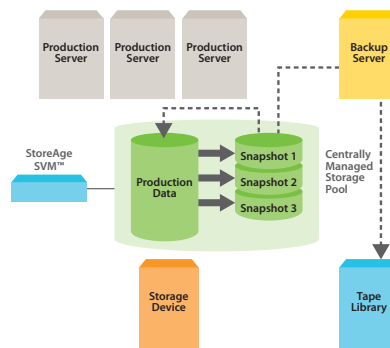 Production
Server
Production
Server
Production
Server
Backup
Server
StoreAge
SVM™
Production
Data
Snapshot 1
Snapshot 2
Snapshot 3
Centrally
Managed
Storage
Pool
Storage
Device
Tape
Library